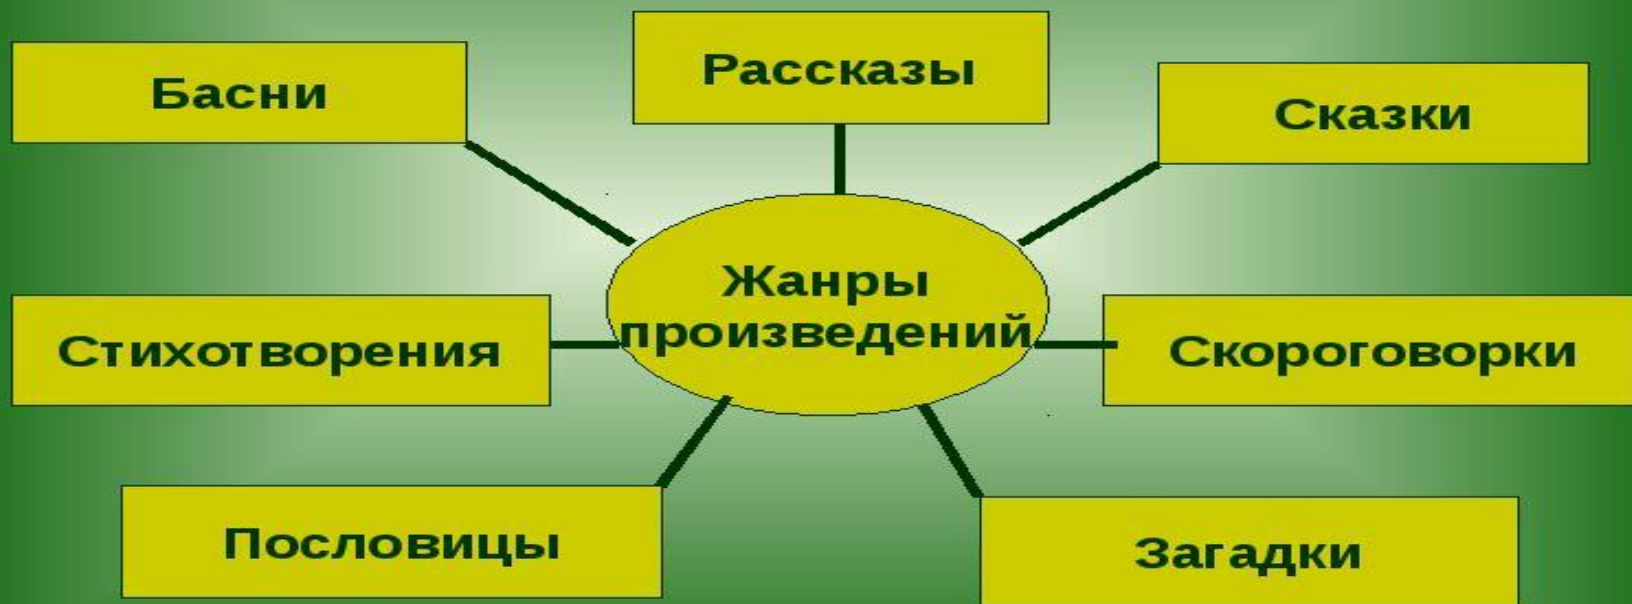 Рассказы
Басни
Сказки
Жанры
произведений
Стихотворения
Скороговорки
Пословицы
Загадки